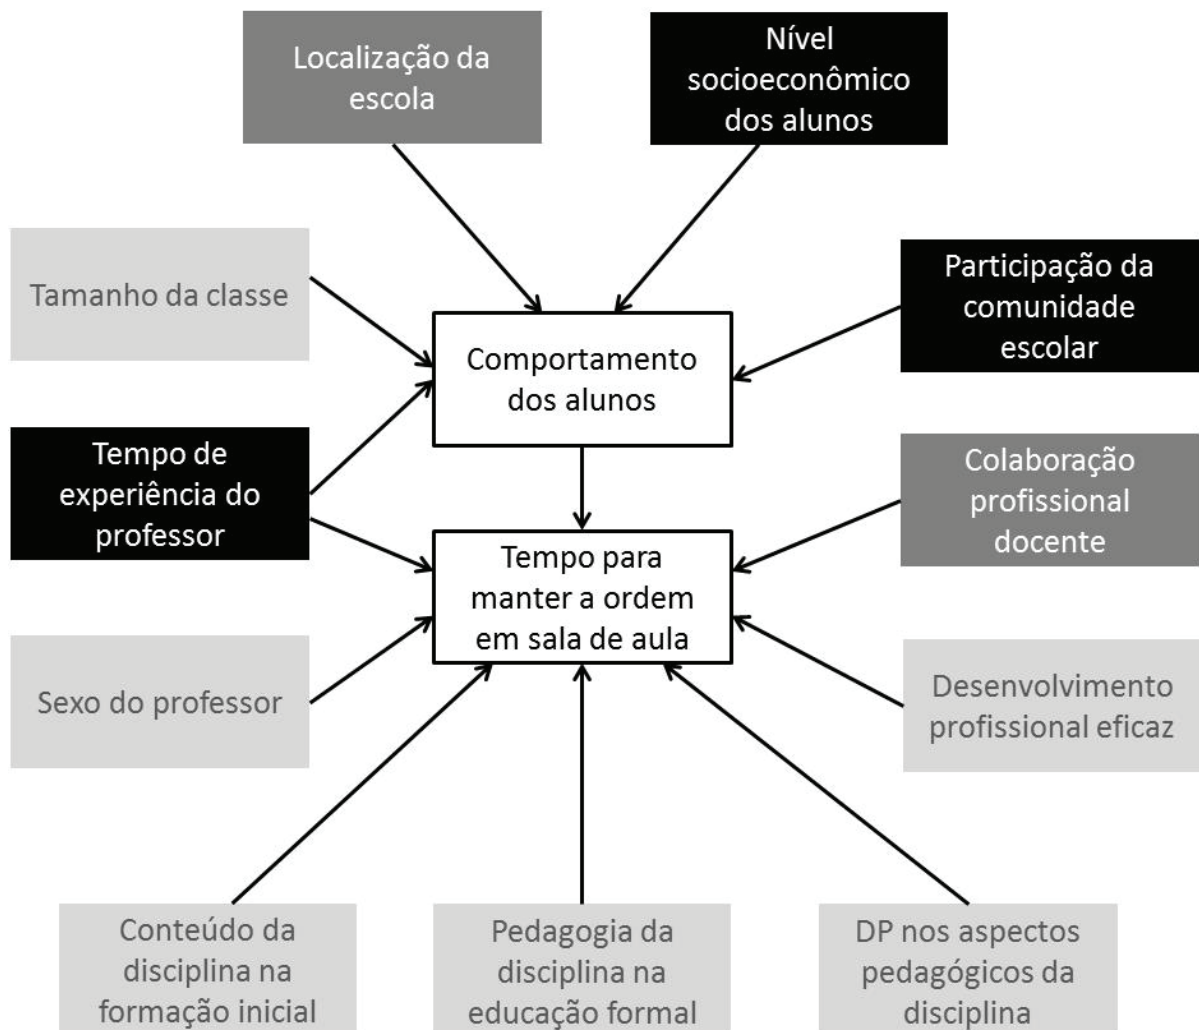 Localização da
escola
Nível
socioeconômico
dos alunos
Tamanho da classe
Participação da
comunidade
escolar
Comportamento
dos alunos
Tempo de
experiência do
professor
Colaboração
profissional
docente
Tempo para
manter a ordem
em sala de aula
Sexo do professor
Desenvolvimento
profissional eficaz
Conteúdo da
disciplina na
formação inicial
Pedagogia da
disciplina na
educação formal
DP nos aspectos
pedagógicos da
disciplina